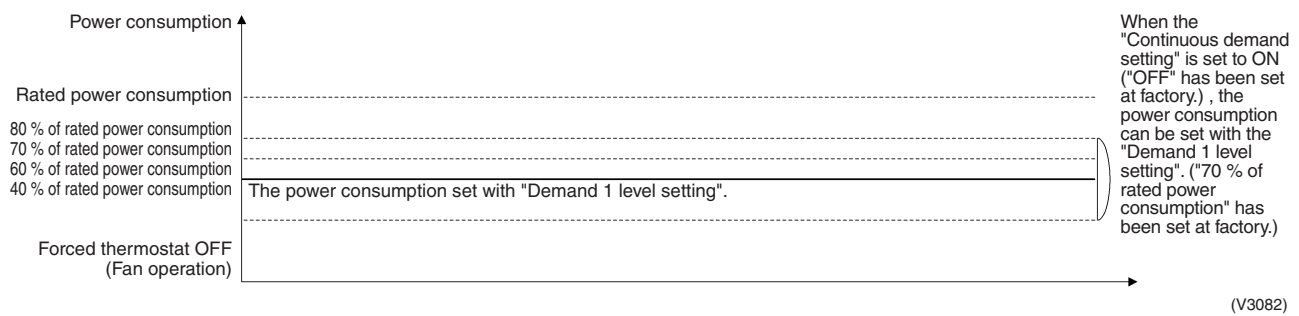 Power consumption
Rated power consumption
80 % of rated power consumption
70 % of rated power consumption
60 % of rated power consumption
40 % of rated power consumption
The power consumption set with "Demand 1 level setting".
Forced thermostat OFF
(Fan operation)
When the
"Continuous demand
setting" is set to ON
("OFF" has been set
at factory.) , the
power consumption
can be set with the
"Demand 1 level
setting". ("70 % of
rated power
consumption" has
been set at factory.)
(V3082)